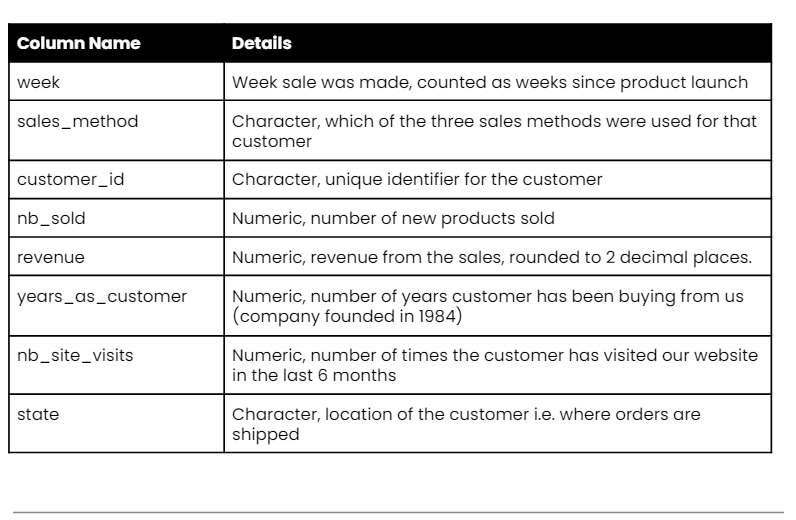 Column Name Details
week Week sale was made, counted as weeks since product launch
sales_method Character, which of the three sales methods were used for that
customer
customer_id Character, unique identifier for the customer
nb_sold Numeric, number of new products sold
revenue Numeric, revenue from the sales, rounded to 2 decimal places.
years_as_customer Numeric, number of years customer has been buying from us
(company founded in 1984)
nb_site_visits Numeric, number of times the customer has visited our website
in the last 6 months
state Character, location of the customer i.e. where orders are
shipped